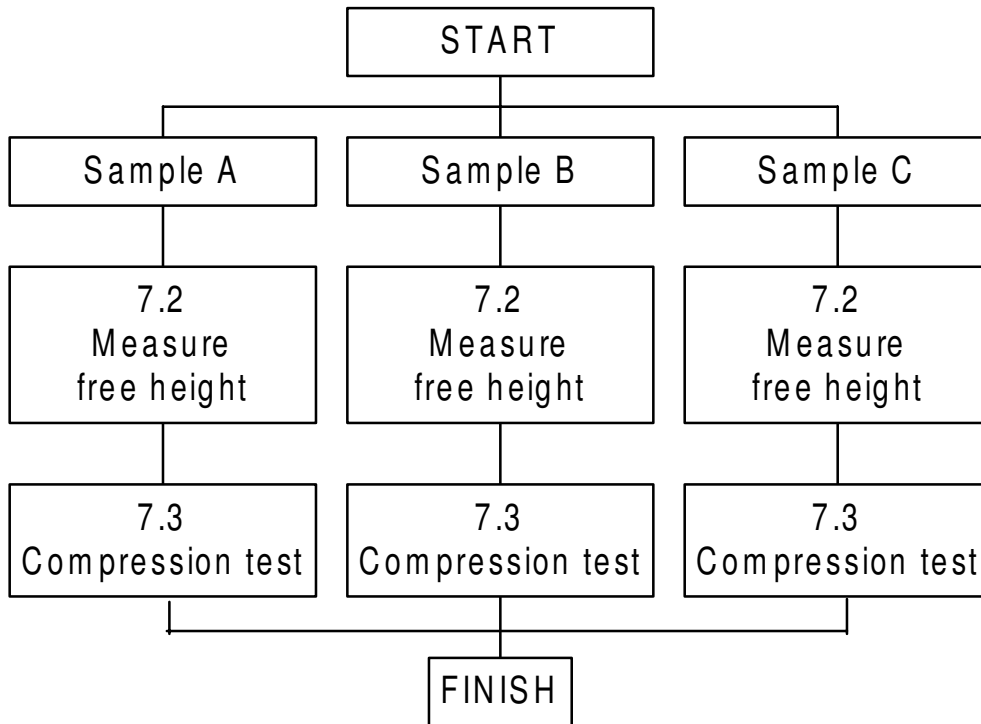 START
Sample A
Sample B
Sample C
7.2
Measure
free height
7.2
Measure
free height
7.2
Measure
free height
7.3
Compression test
7.3
Compression test
7.3
Compression test
FINISH